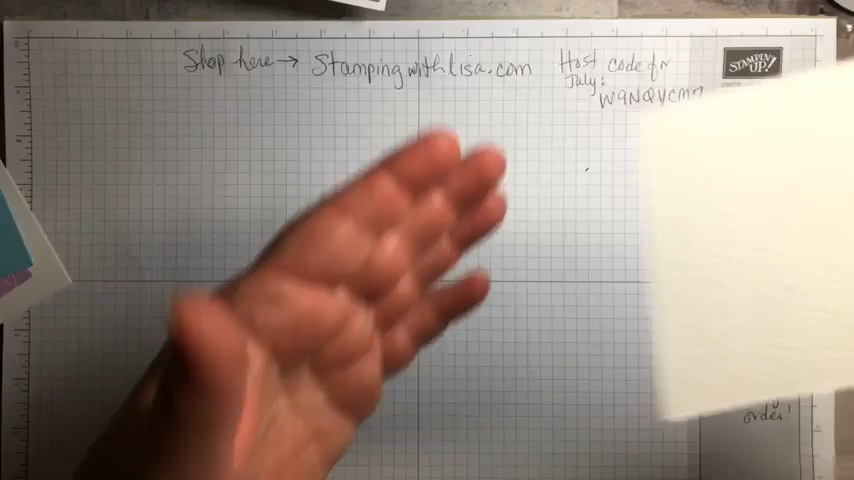 Shop here → Stampingwithlisa.com
Host code for
July:
STAMPIN' UP!
order!